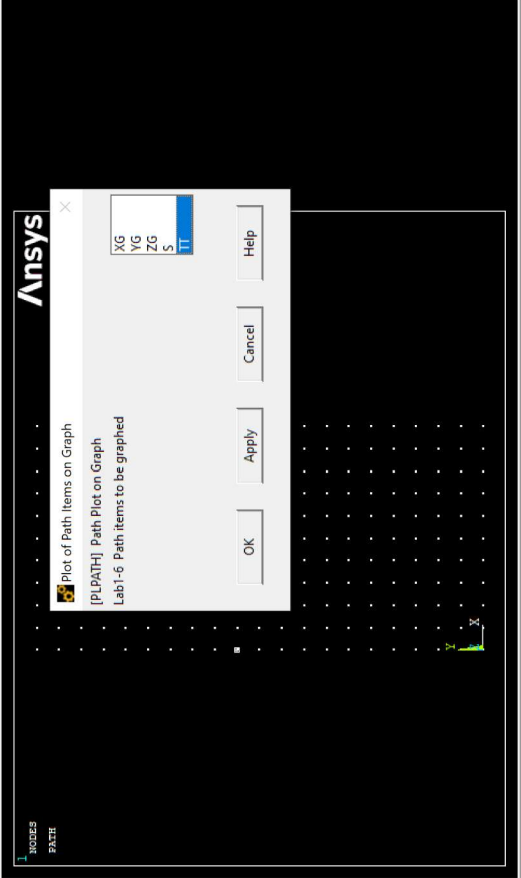 1
NODES
PATH
Ansys
Plot of Path Items on Graph
[PLPATH] Path Plot on Graph
Lab1-6 Path items to be graphed
XG
YG
ZG
S
TT
OK
Apply
Cancel
Help
Y
X